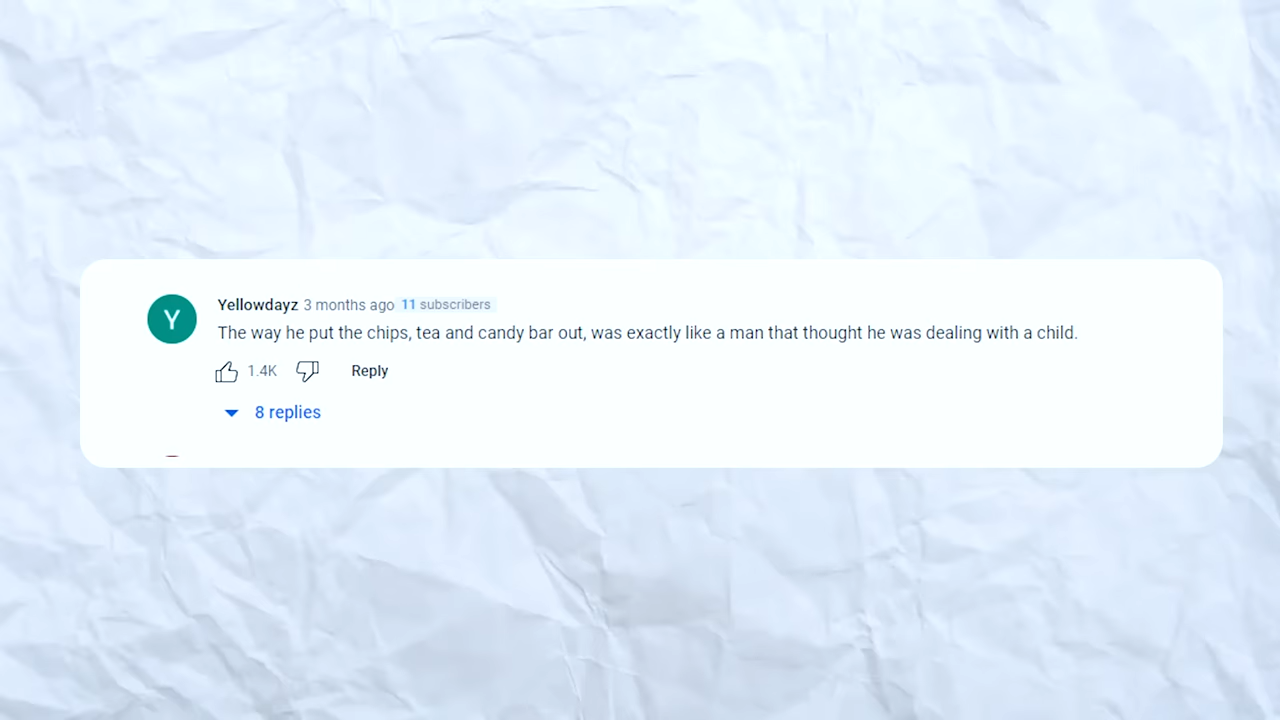 Y
Yellowdayz 3 months ago 11 subscribers
The way he put the chips, tea and candy bar out, was exactly like a man that thought he was dealing with a child.
1.4K Reply
8 replies